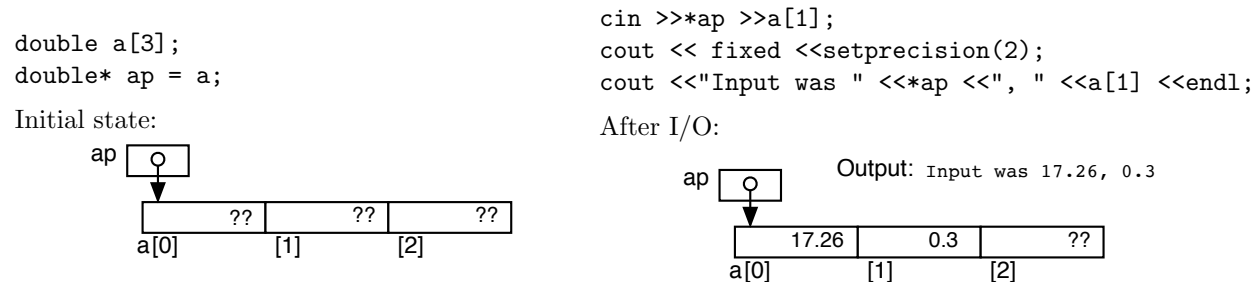 double a[3];
double* ap = a;
Initial state:
ap
?? ?? ??
a[0] [1] [2]
cin >>*ap >>a[1];
cout << fixed <<setprecision(2);
cout <<"Input was " <<*ap <<", " <<a[1] <<endl;
After I/O:
ap
Output: Input was 17.26, 0.3
17.26 0.3 ??
a[0] [1] [2]